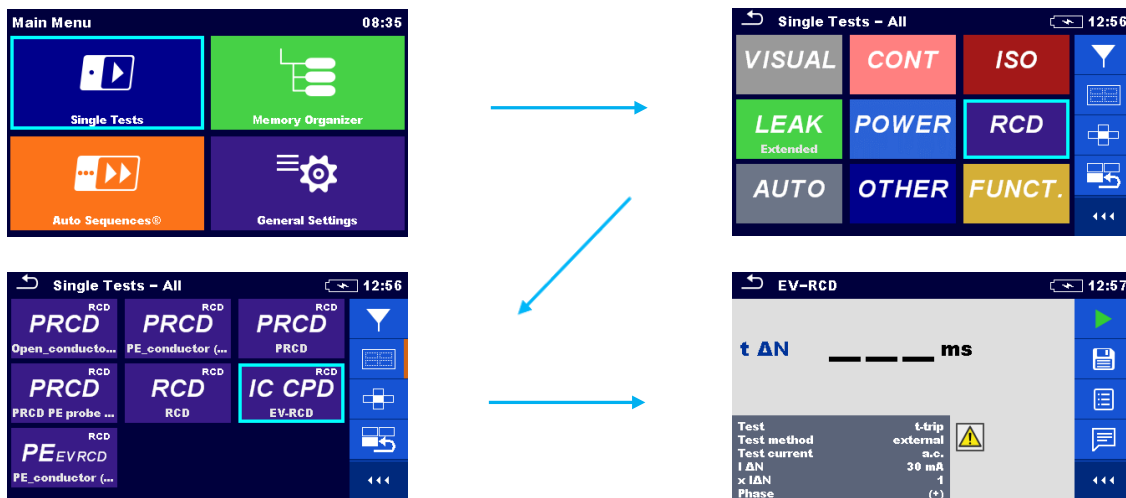 Main Menu 08:35
Single Tests
Memory Organizer
Auto Sequences®
General Settings
Single Tests – All 12:56
VISUAL CONT ISO
LEAK POWER RCD
Extended
AUTO OTHER FUNCT.
Single Tests – All 12:56
RCD RCD RCD
PRCD PRCD PRCD
Open_conducto... PE_conductor (... PRCD
RCD RCD RCD
PRCD RCD IC CPD
PRCD PE probe ... RCD EV-RCD
RCD
PE EVRCD
PE_conductor (...
EV–RCD 12:57
t ΔN _ _ _ ms
Test t-trip
Test method external
Test current a.c.
I ΔN 30 mA
x IΔN 1
Phase (+)